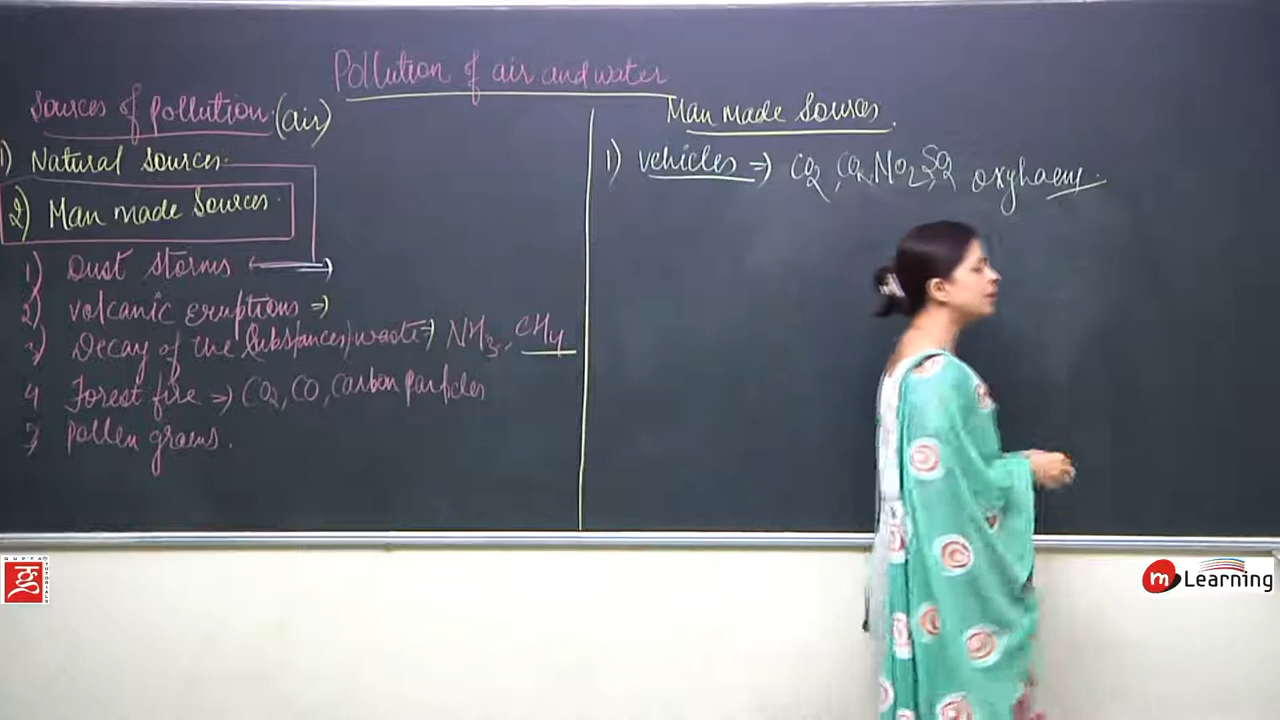 Pollution of air and water
Sources of pollution (air)
1) Natural sources
2) Man made sources.
1) Dust storms →
2) volcanic eruptions →
3) Decay of the substances/waste → NH3, CH4
4 Forest fire → CO2, CO, Carbon particles
5 Pollen grains.
Man made Sources.
1) vehicles → CO2, NO2, SO2
GUPTA TUTORIALS
m Learning